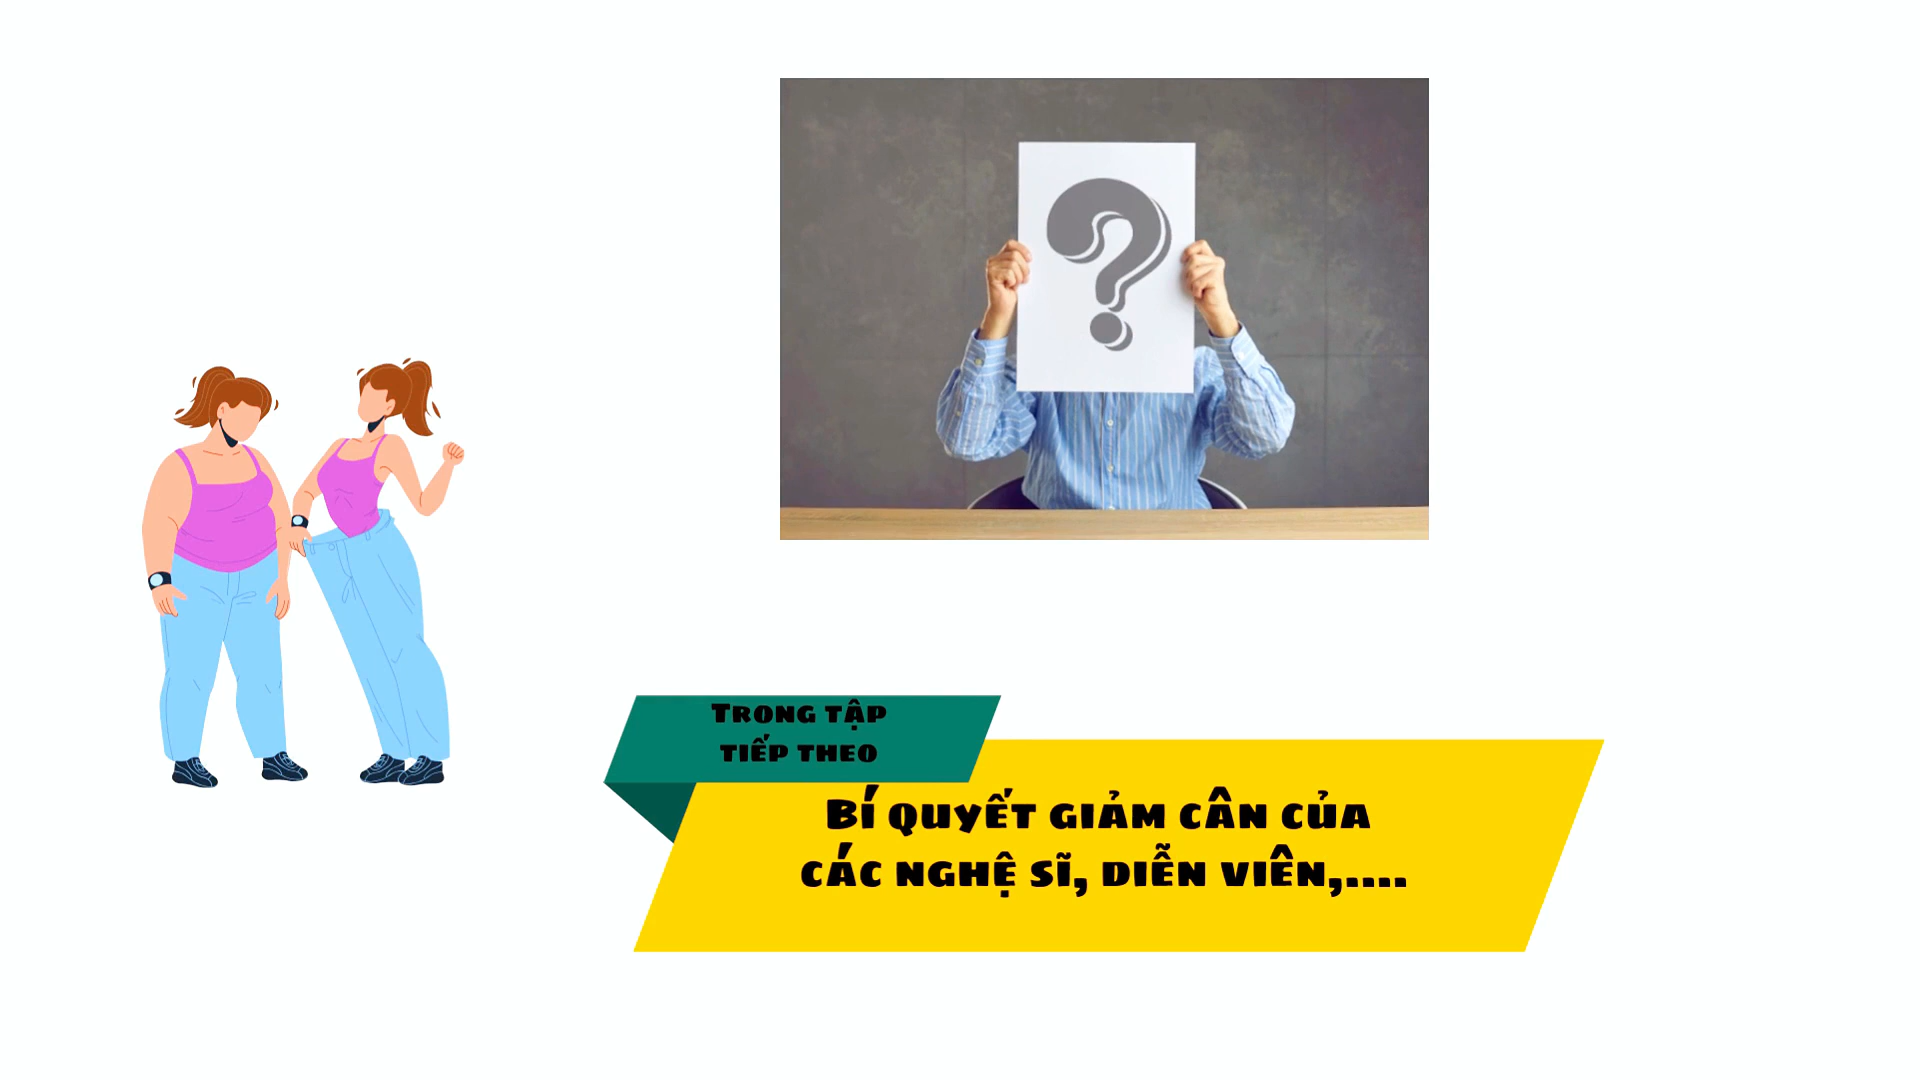 Trong tập
tiếp theo
Bí quyết giảm cân của
các nghệ sĩ, diễn viên,....
?